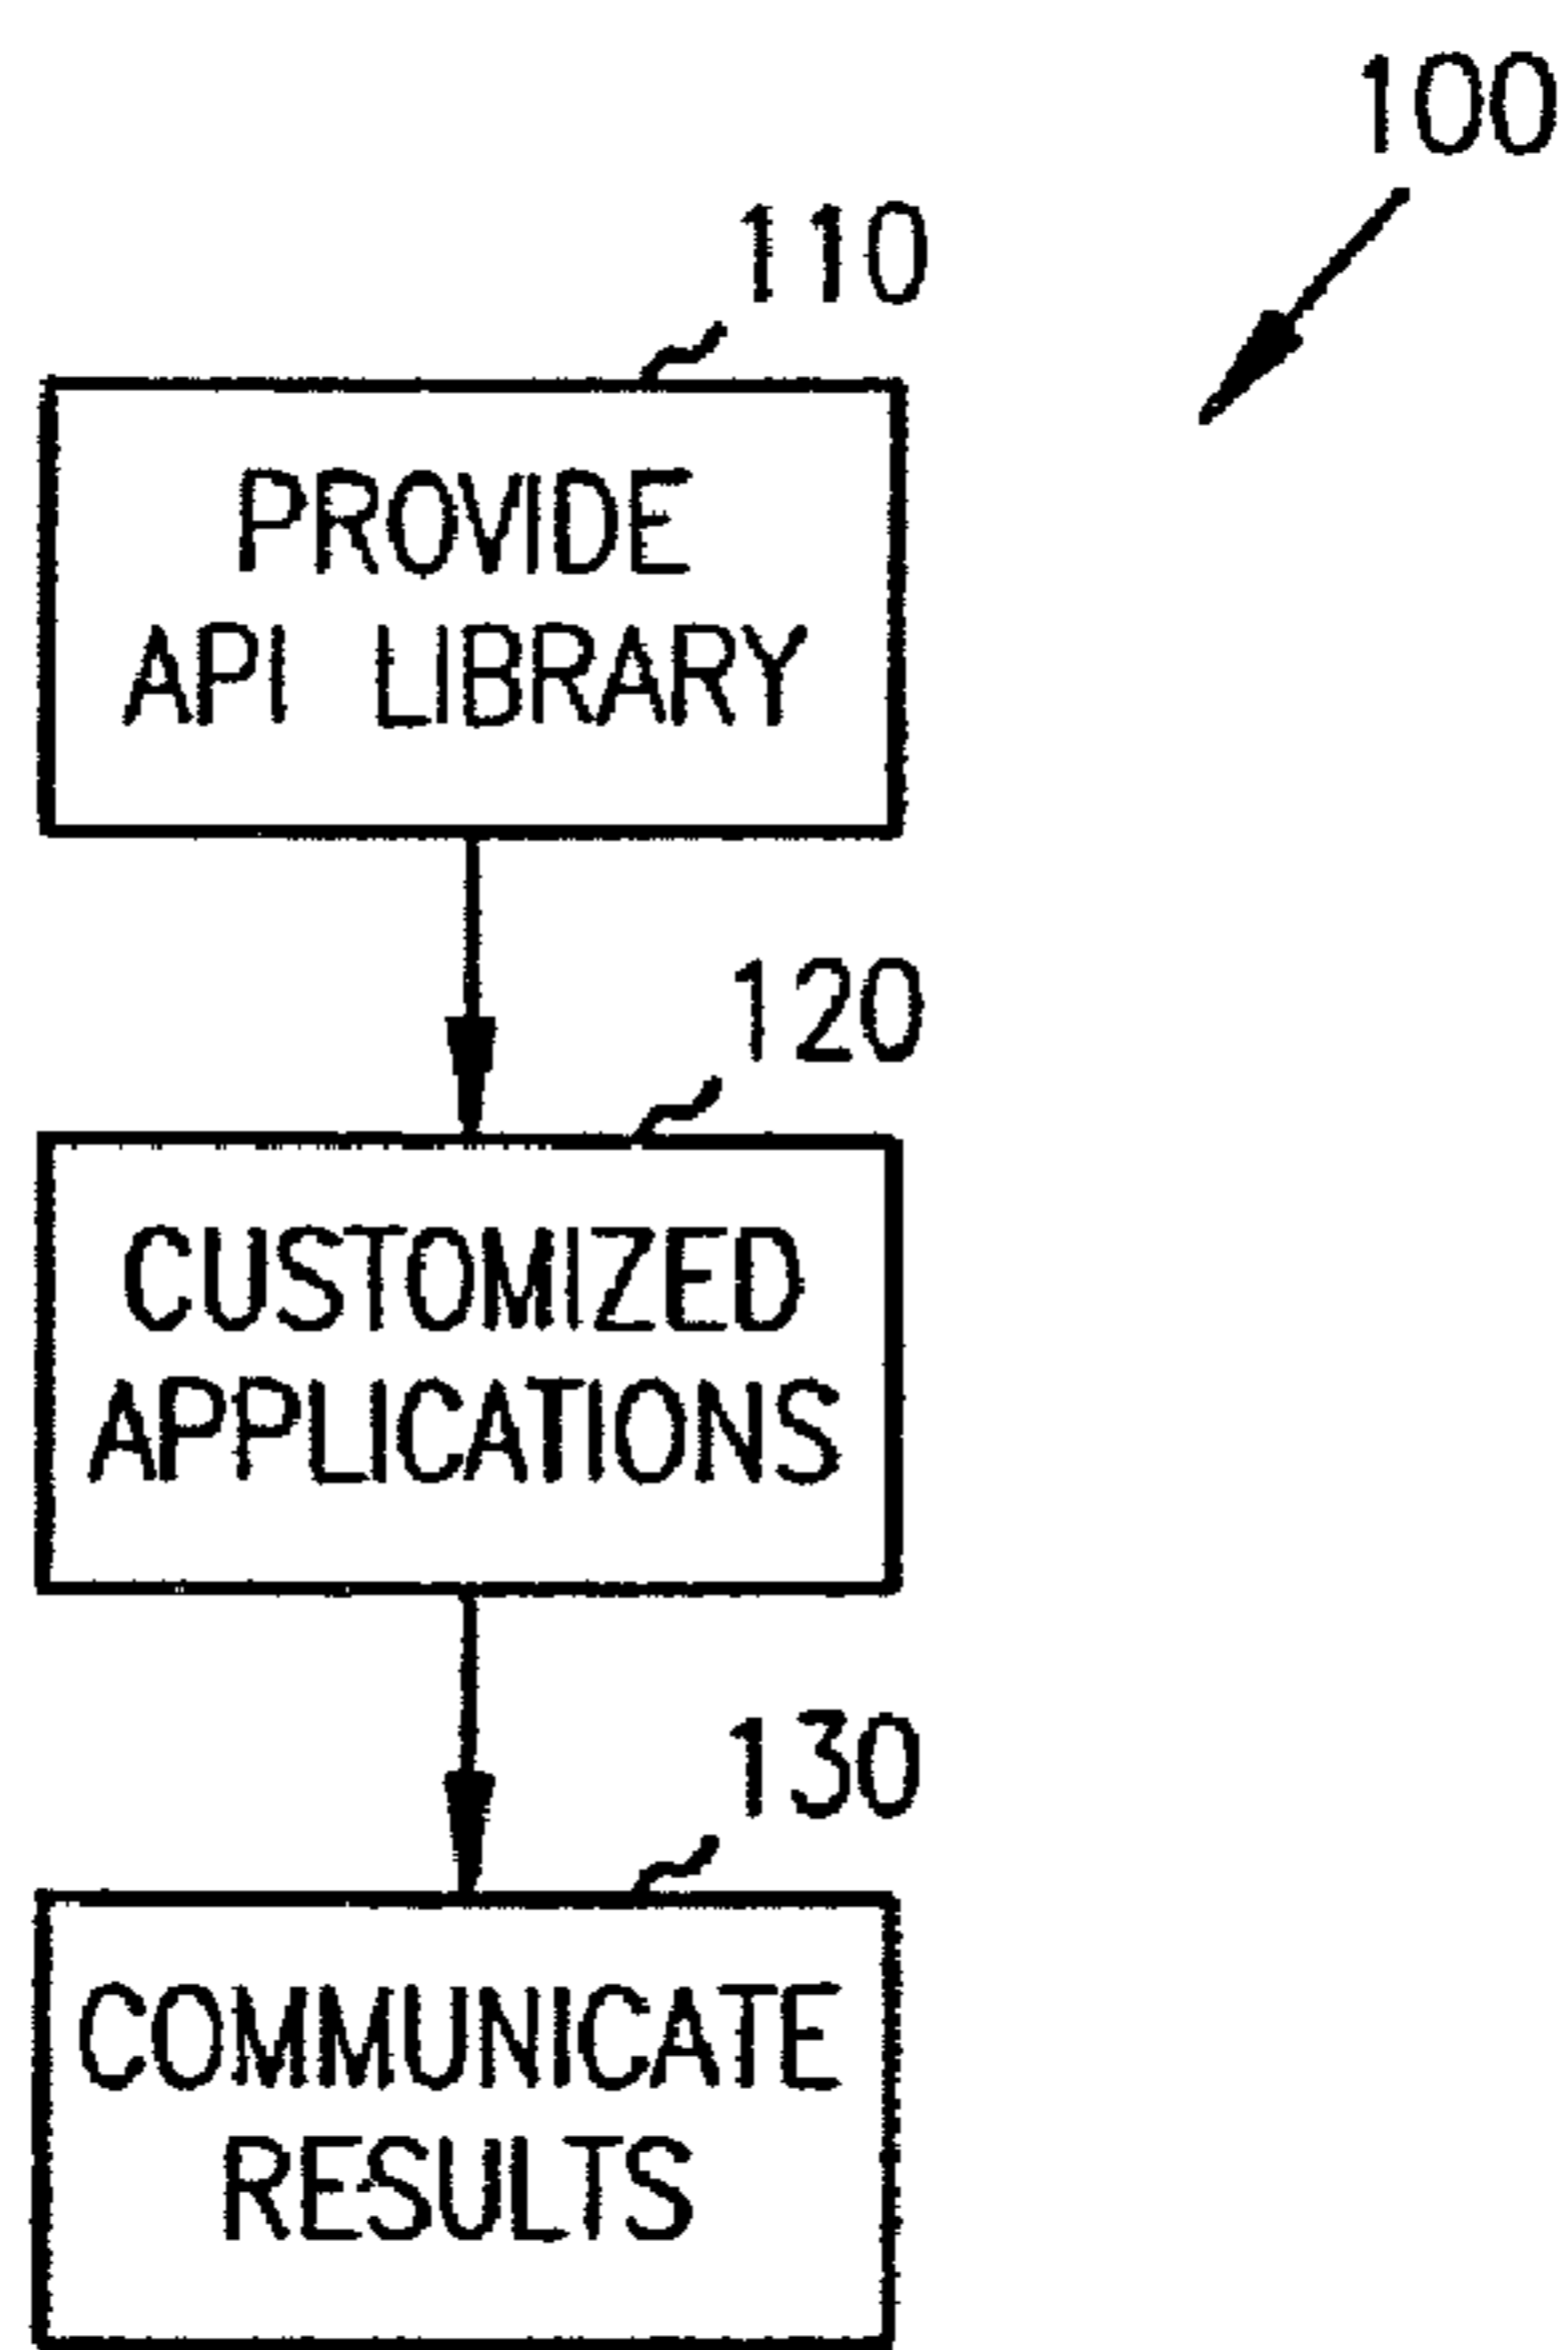 100
110
PROVIDE
API LIBRARY
120
CUSTOMIZED
APPLICATIONS
130
COMMUNICATE
RESULTS